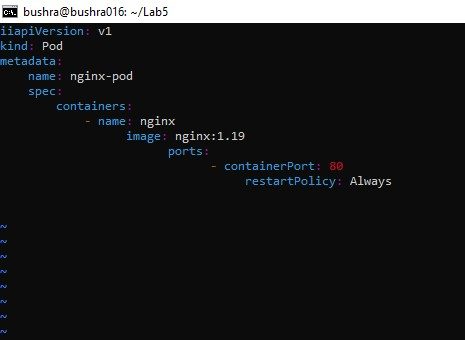 bushra@bushra016: ~/Lab5
iiapiVersion: v1
kind: Pod
metadata:
    name: nginx-pod
    spec:
        containers:
            - name: nginx
                  image: nginx:1.19
                        ports:
                              - containerPort: 80
                                   restartPolicy: Always
~
~
~
~
~
~
~
~